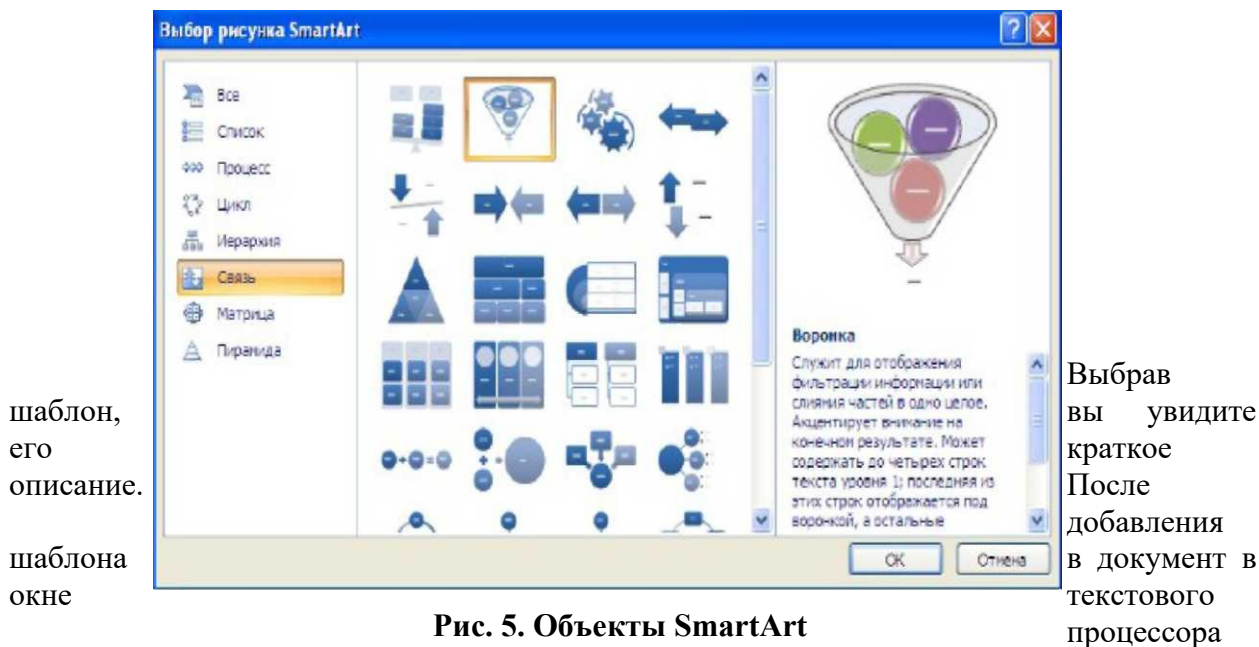 Выбор рисунка SmartArt
Все
Список
Процесс
Цикл
Иерархия
Связь
Матрица
Пирамида
Воронка
Служит для отображения
фильтрации информации или
слияния частей в одно целое.
Акцентирует внимание на
конечном результате. Может
содержать до четырех строк
текста уровня 1; последняя из
этих строк отображается под
воронкой, а остальные
ОК
Отмена
Выбрав
шаблон, вы увидите
его краткое
описание. После
добавления
шаблона в документ в
окне текстового
процессора
Рис. 5. Объекты SmartArt